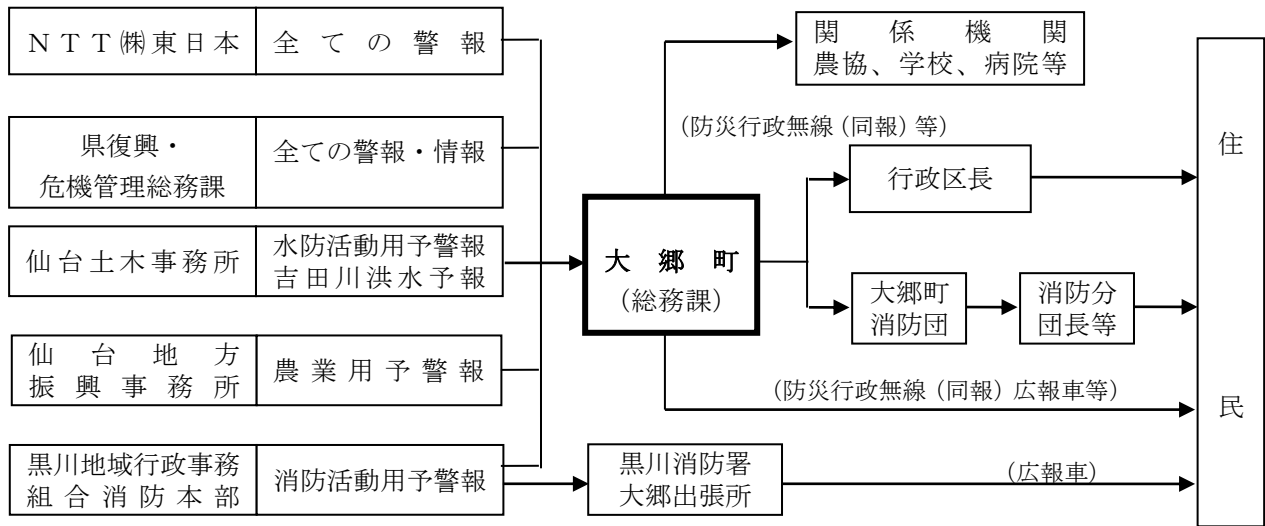 ＮＴＴ㈱東日本
全ての警報
県復興・
危機管理総務課
全ての警報・情報
仙台土木事務所
水防活動用予警報
吉田川洪水予報
仙台地方
振興事務所
農業用予警報
黒川地域行政事務
組合消防本部
消防活動用予警報
大郷町
（総務課）
黒川消防署
大郷出張所
関係機関
農協、学校、病院等
（防災行政無線（同報）等）
行政区長
大郷町
消防団
消防分
団長等
（防災行政無線（同報）広報車等）
（広報車）
住
民